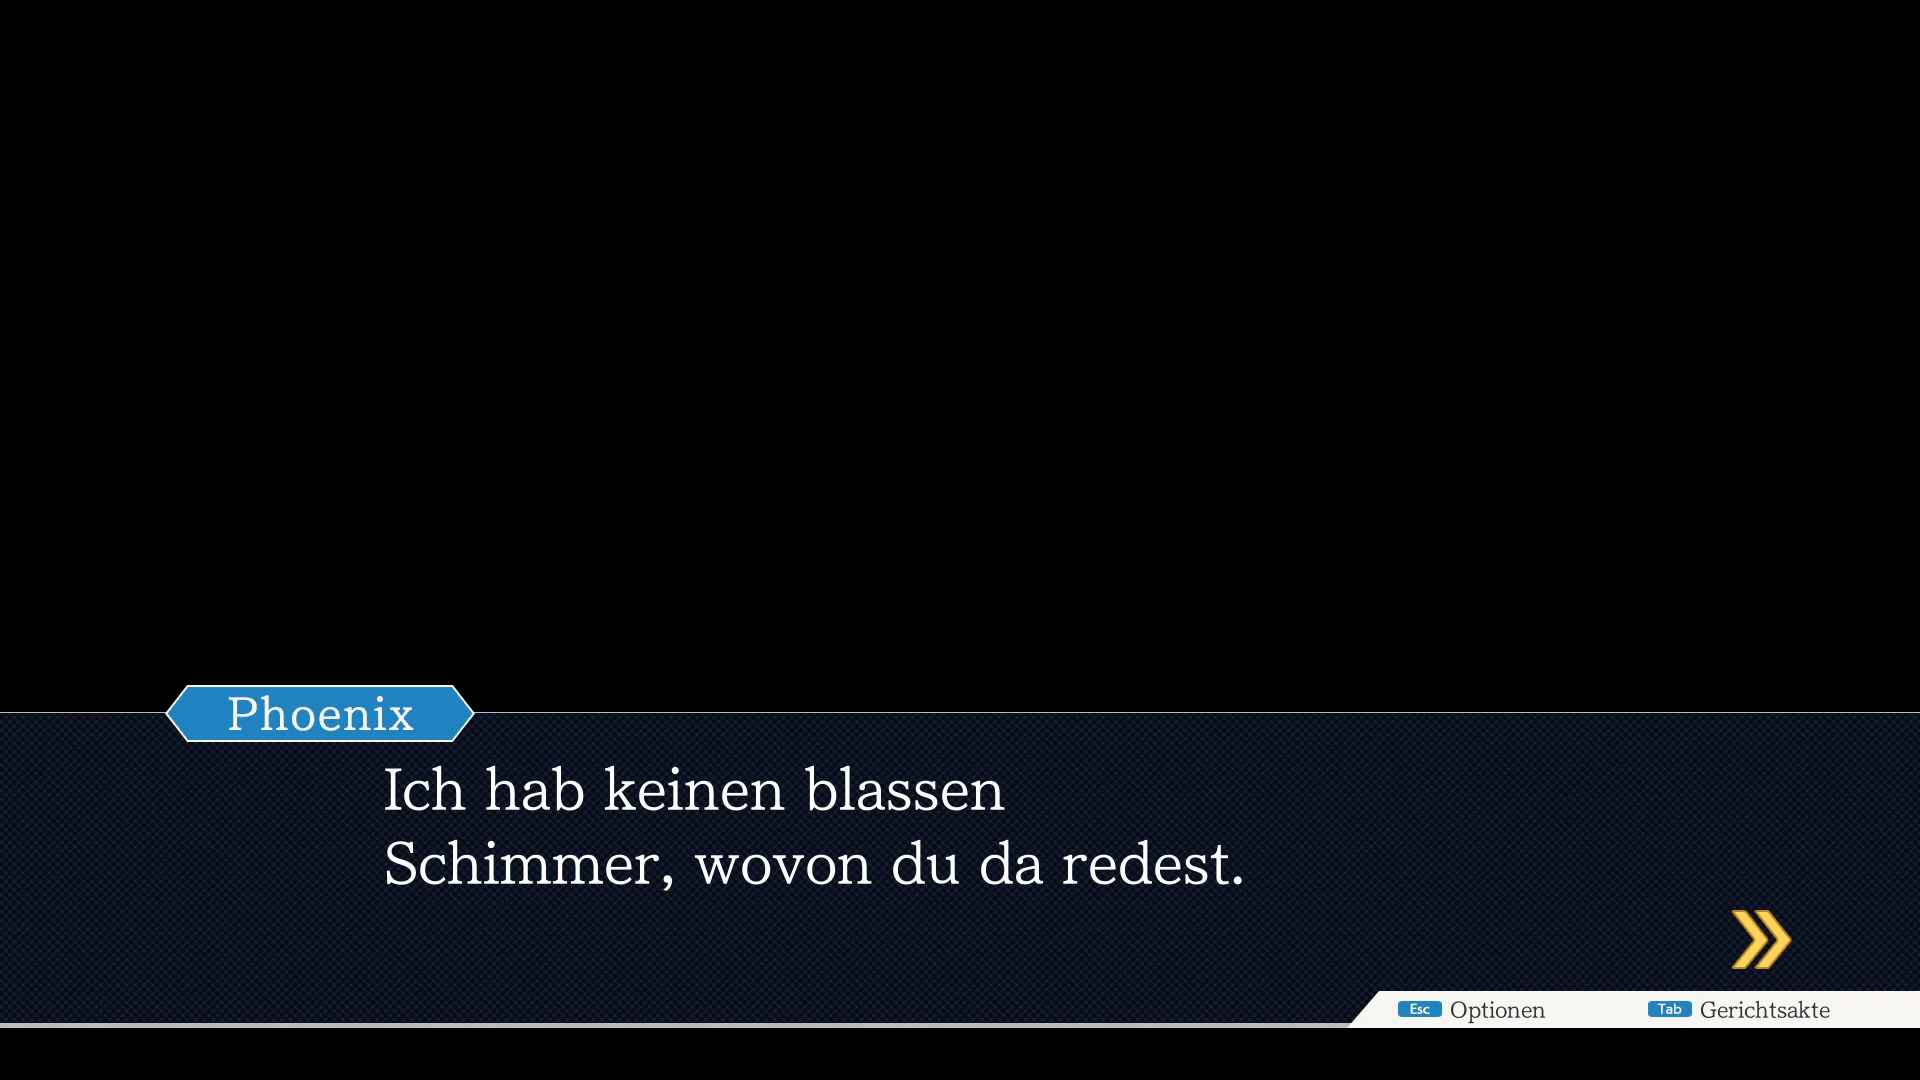 Phoenix
Ich hab keinen blassen
Schimmer, wovon du da redest.
Esc Optionen Tab Gerichtsakte